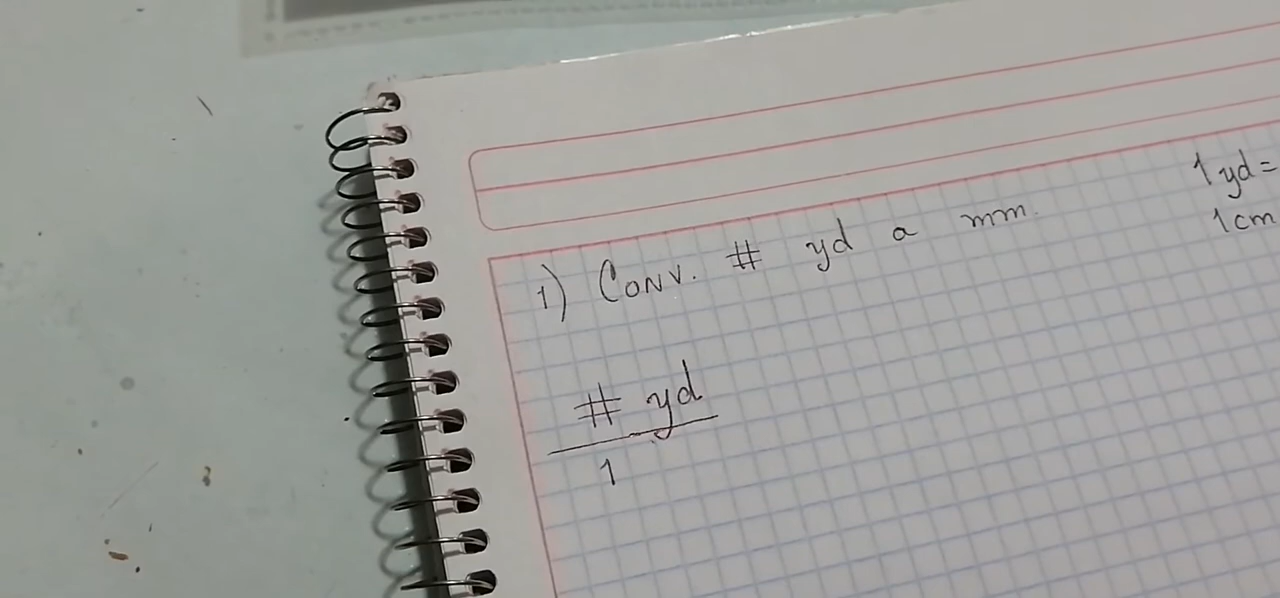 1) Conv. # yd a mm.
1 yd =
1 cm
# yd
1